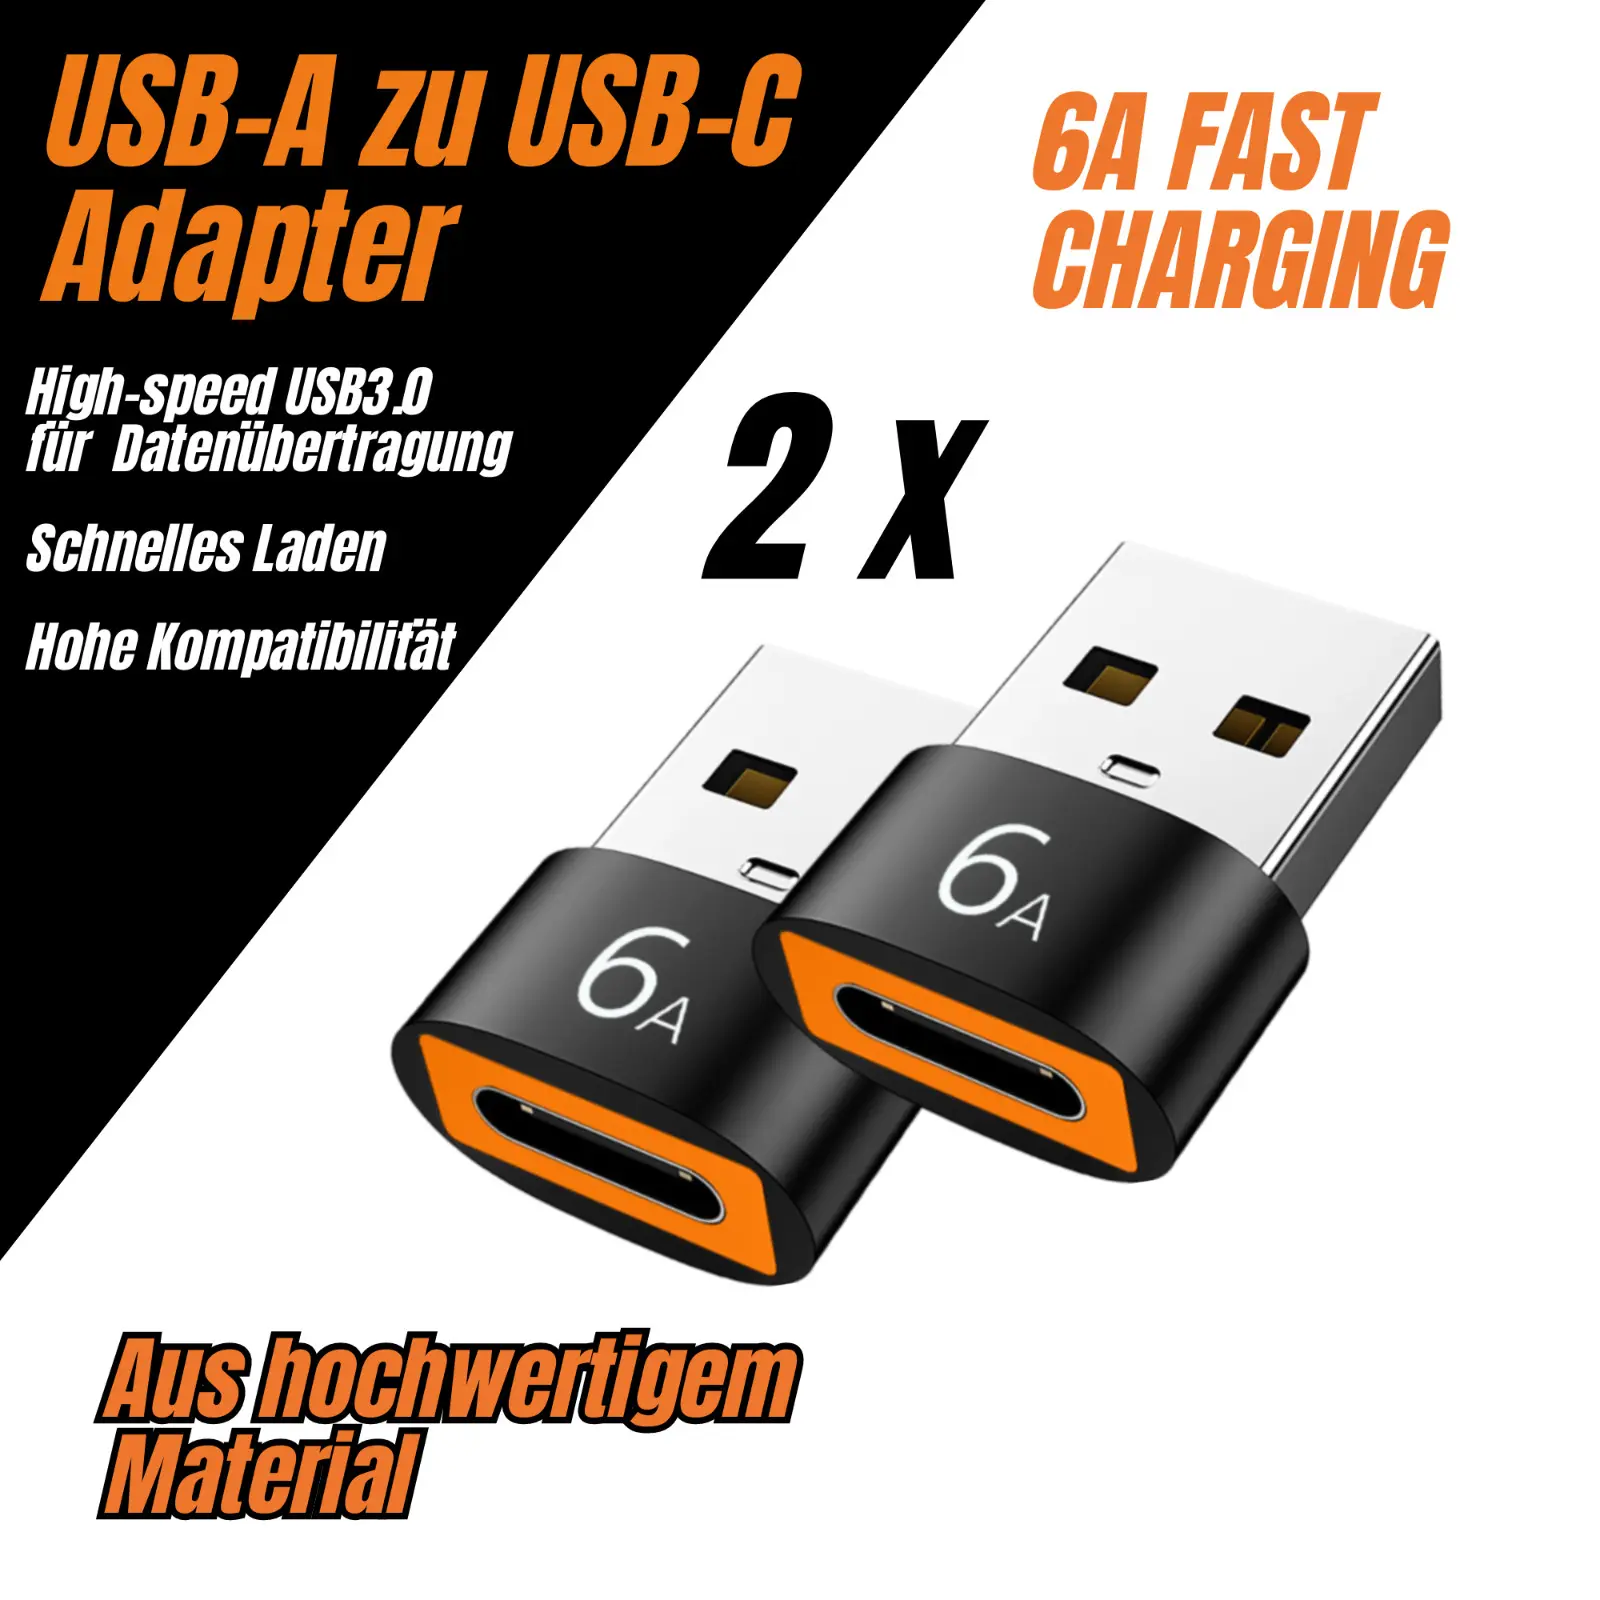 USB-A zu USB-C
Adapter
High-speed USB3.0
für Datenübertragung
Schnelles Laden
Hohe Kompatibilität
6A FAST
CHARGING
2 x
6A
6A
Aus hochwertigem
Material